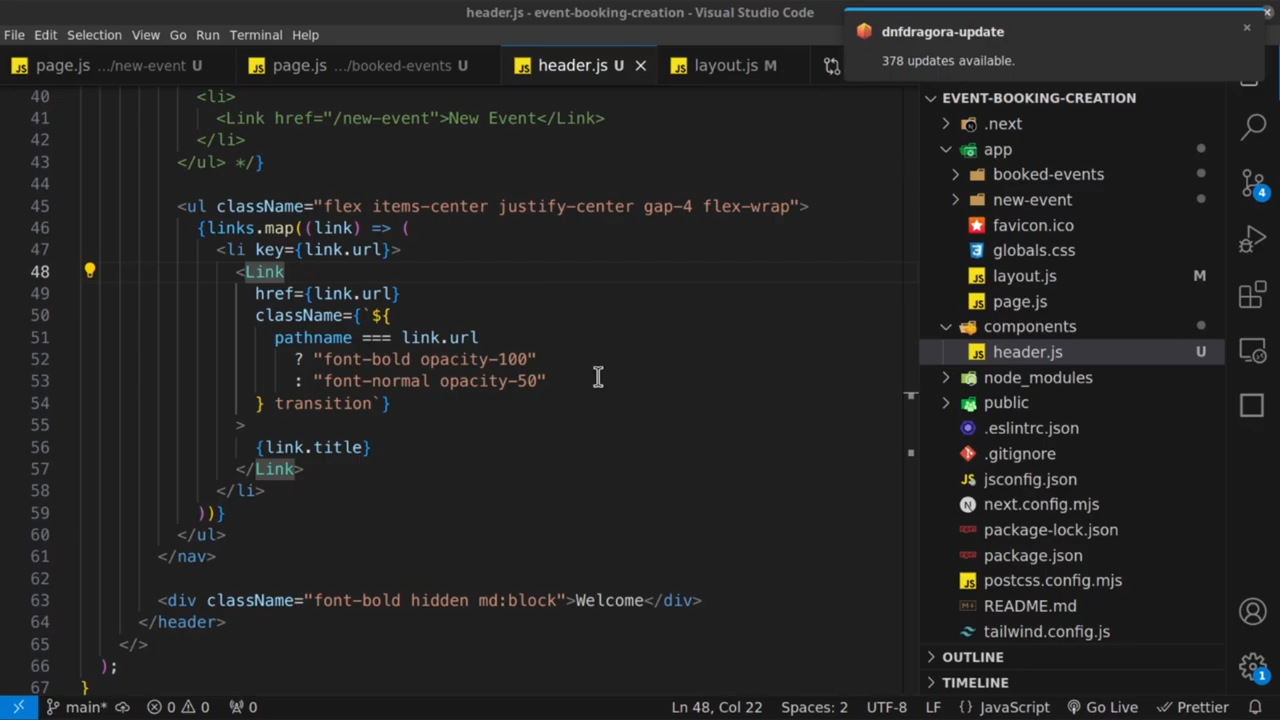 header.js - event-booking-creation - Visual Studio Code
dnfdragora-update
378 updates available.
File Edit Selection View Go Run Terminal Help
page.js .../new-event U
page.js .../booked-events U
header.js U
layout.js M
40 <li>
41 <Link href="/new-event">New Event</Link>
42 </li>
43 </ul> */}
44
45 <ul className="flex items-center justify-center gap-4 flex-wrap">
46 {links.map((link) => (
47 <li key={link.url}>
48 <Link
49 href={link.url}
50 className={`${
51 pathname === link.url
52 ? "font-bold opacity-100"
53 : "font-normal opacity-50"
54 } transition`}
55 >
56 {link.title}
57 </Link>
58 </li>
59 ))}
60 </ul>
61 </nav>
62
63 <div className="font-bold hidden md:block">Welcome</div>
64 </header>
65 </>
66 );
67 }
EVENT-BOOKING-CREATION
.next
app
booked-events
new-event
favicon.ico
globals.css
layout.js M
page.js
components
header.js U
node_modules
public
.eslintrc.json
.gitignore
jsconfig.json
next.config.mjs
package-lock.json
package.json
postcss.config.mjs
README.md
tailwind.config.js
OUTLINE
TIMELINE
4
1
main* 0 0 0 Ln 48, Col 22 Spaces: 2 UTF-8 LF {} JavaScript Go Live Prettier